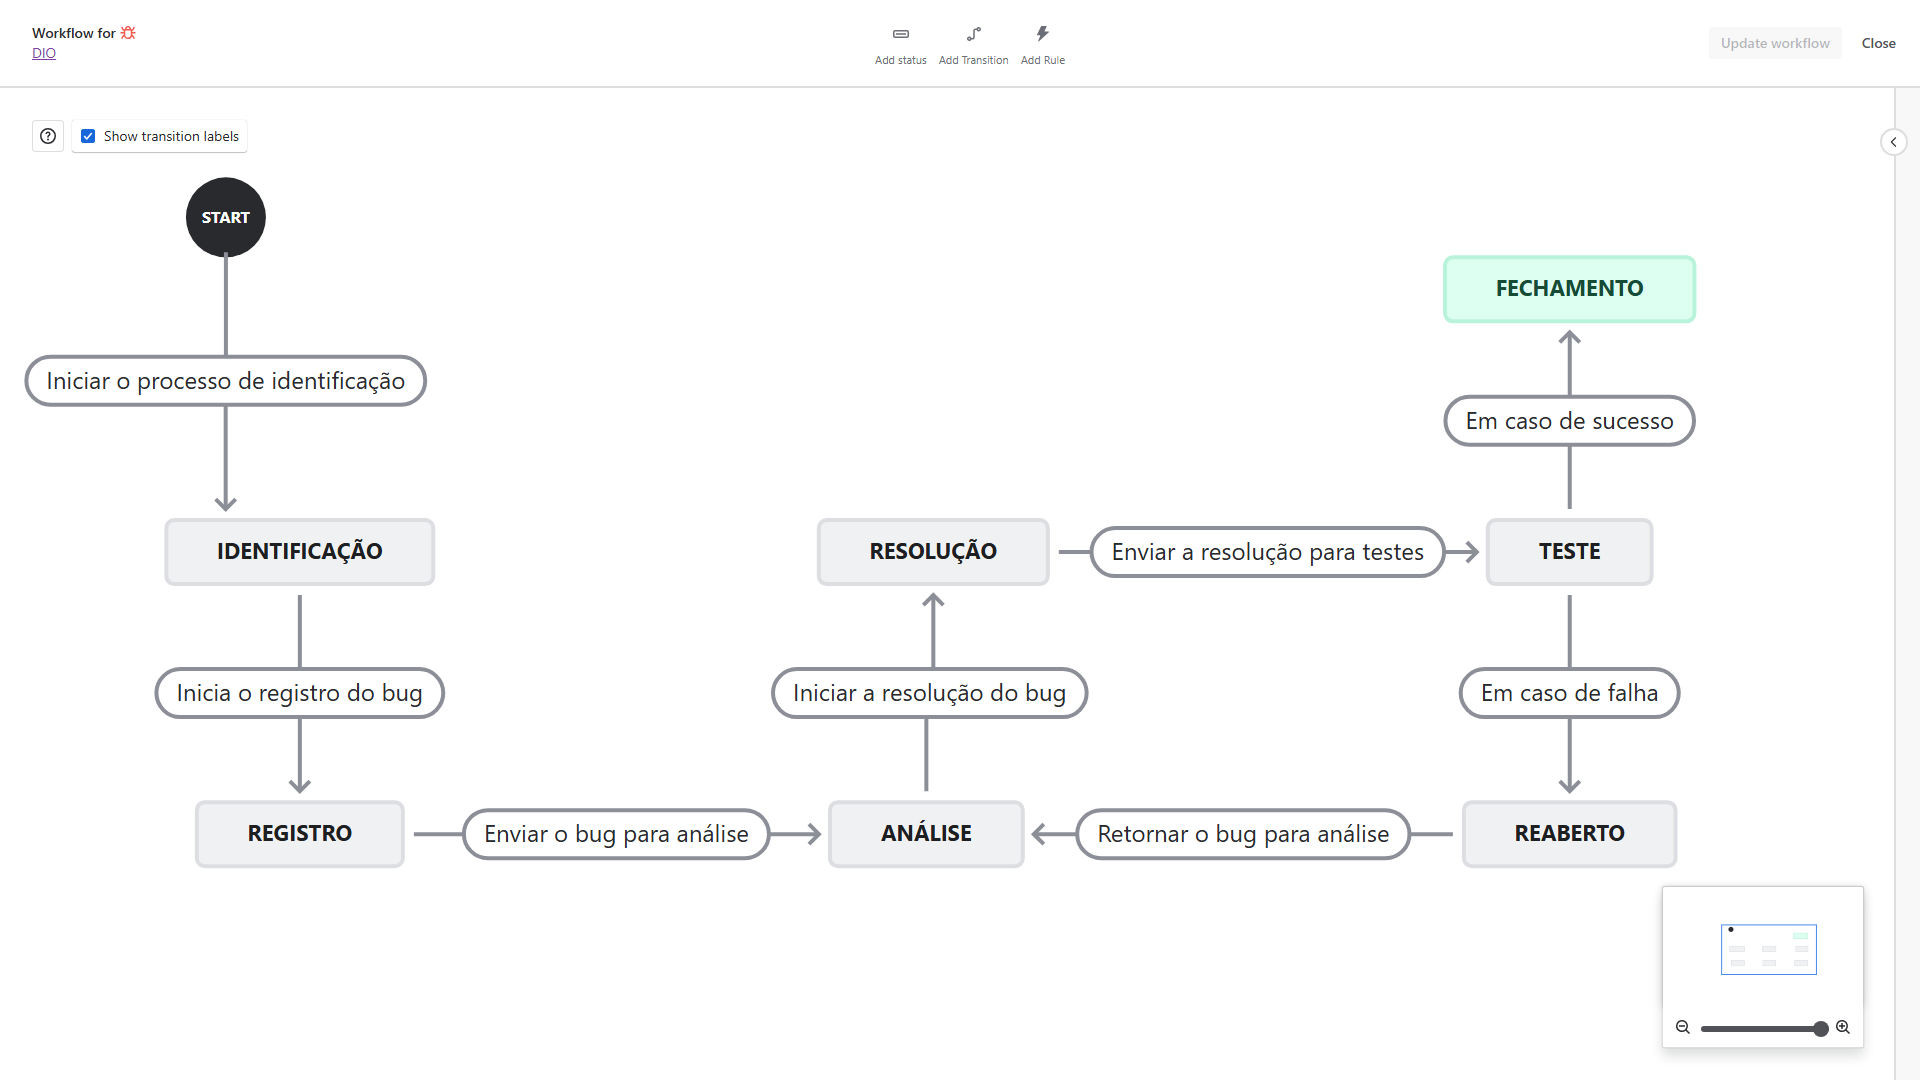 Workflow for
DIO
Add status
Add Transition
Add Rule
Update workflow
Close
Show transition labels
START
Iniciar o processo de identificação
IDENTIFICAÇÃO
Inicia o registro do bug
REGISTRO
Enviar o bug para análise
ANÁLISE
Iniciar a resolução do bug
RESOLUÇÃO
Enviar a resolução para testes
TESTE
Em caso de sucesso
FECHAMENTO
Em caso de falha
REABERTO
Retornar o bug para análise